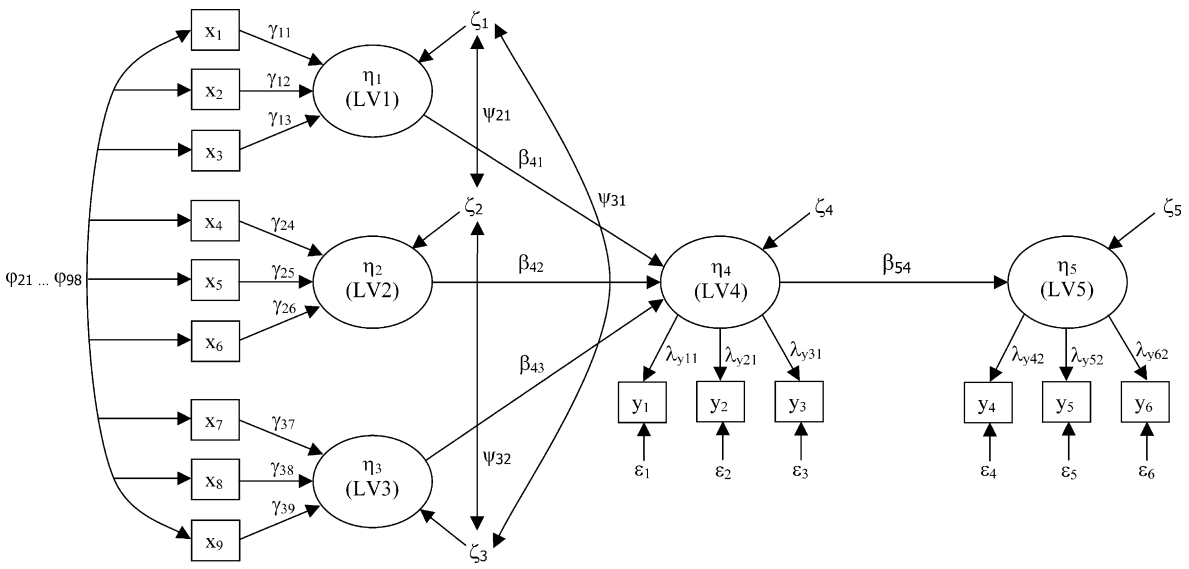 x1
γ11
ζ1
η1
(LV1)
x2
γ12
x3
γ13
ψ21
β41
x4
γ24
ζ2
ψ31
ζ4
ζ5
φ21 ... φ98
x5
γ25
η2
(LV2)
β42
η4
(LV4)
β54
η5
(LV5)
x6
γ26
β43
λy11
λy21
λy31
λy42
λy52
λy62
y1
y2
y3
y4
y5
y6
x7
γ37
x8
γ38
η3
(LV3)
ψ32
ε1
ε2
ε3
ε4
ε5
ε6
x9
γ39
ζ3